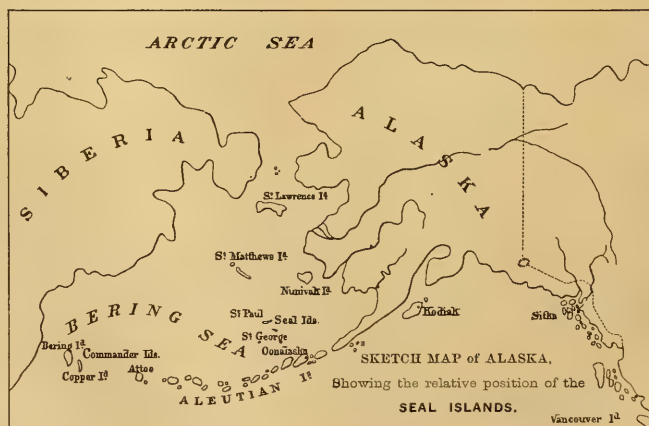 ARCTIC SEA
SIBERIA
ALASKA
St Lawrence Id
St Matthews Id
Nunivak Id
BERING SEA
St Paul
Seal Ids.
St George
Kodiak
Sitka
Bering Id
Commander Ids.
Oonalaska
Copper Id
Attoo
ALEUTIAN Is
SKETCH MAP of ALASKA,
Showing the relative position of the
SEAL ISLANDS.
Vancouver Id